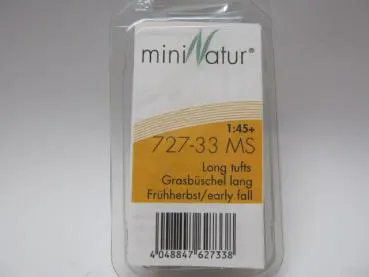 miniNatur®
1:45+
727-33 MS
Long tufts
Grasbüschel lang
Frühherbst/early fall
4 048847 627338